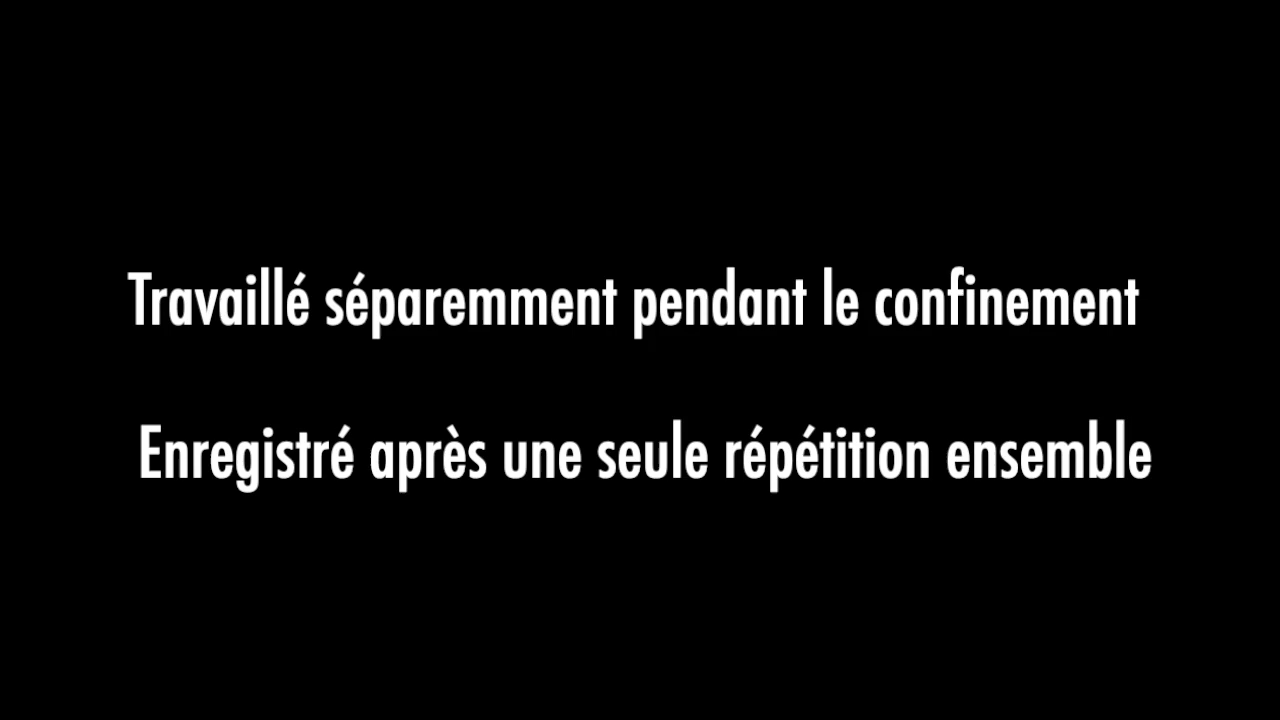 Travaillé séparemment pendant le confinement
Enregistré après une seule répétition ensemble